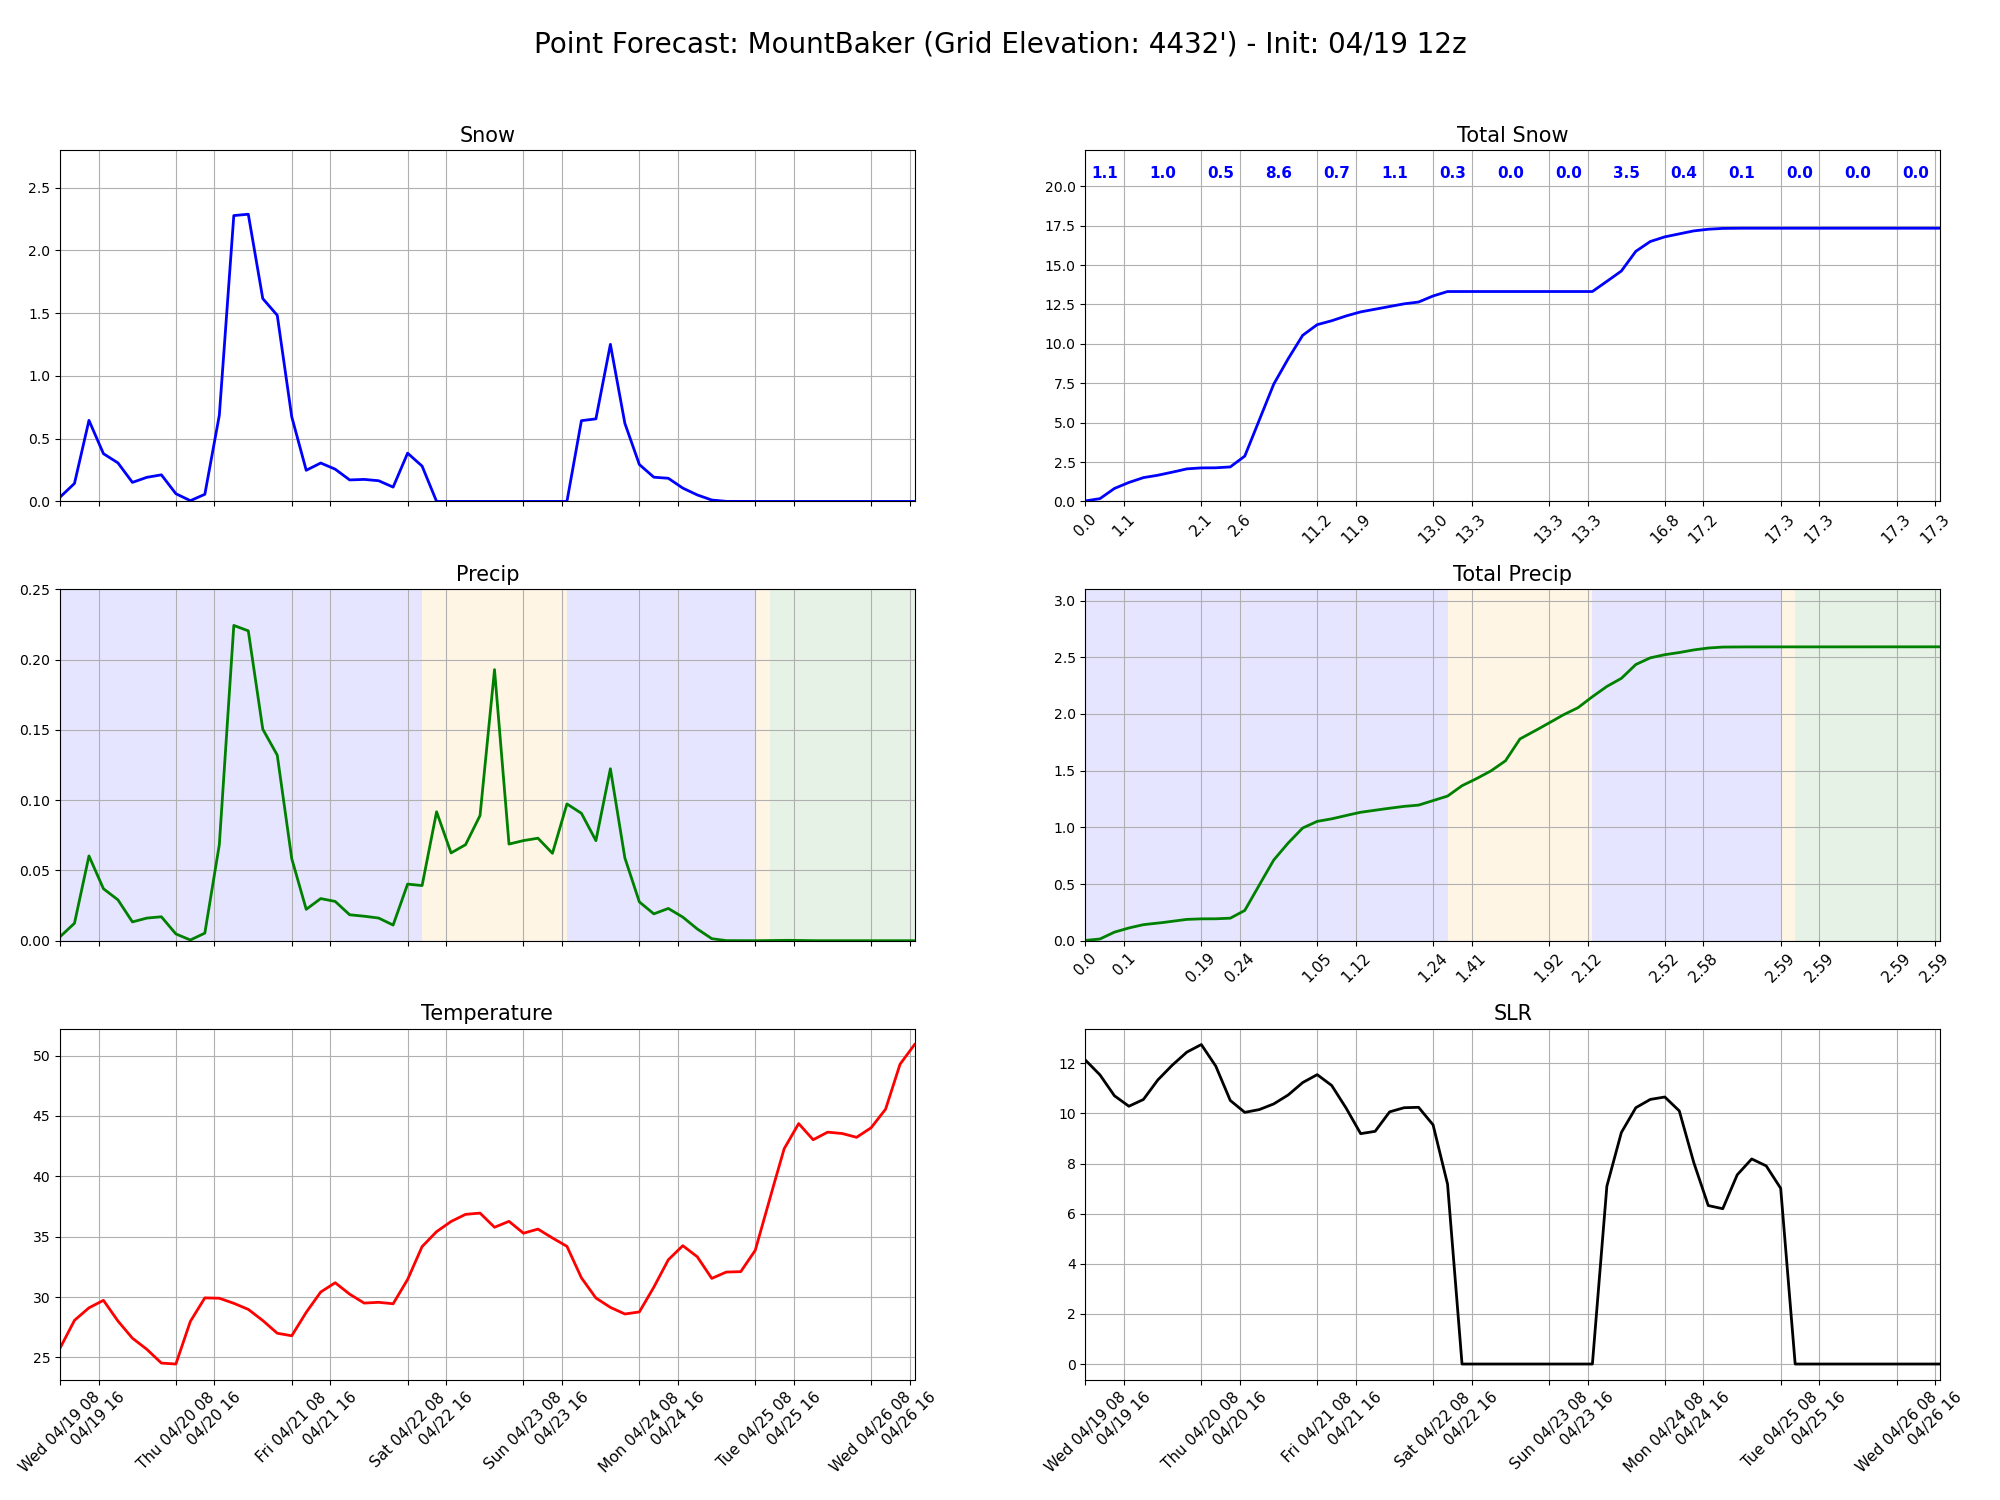 Point Forecast: MountBaker (Grid Elevation: 4432') - Init: 04/19 12z
Snow
2.5
2.0
1.5
1.0
0.5
0.0
Total Snow
1.1 1.0 0.5 8.6 0.7 1.1 0.3 0.0 0.0 3.5 0.4 0.1 0.0 0.0 0.0
20.0
17.5
15.0
12.5
10.0
7.5
5.0
2.5
0.0
0.0 1.1 2.1 2.6 11.2 11.9 13.0 13.3 13.3 13.3 16.8 17.2 17.3 17.3 17.3 17.3
Precip
0.25
0.20
0.15
0.10
0.05
0.00
Total Precip
3.0
2.5
2.0
1.5
1.0
0.5
0.0
0.0 0.1 0.19 0.24 1.05 1.12 1.24 1.41 1.92 2.12 2.52 2.58 2.59 2.59 2.59 2.59
Temperature
50
45
40
35
30
25
Wed 04/19 08
04/19 16
Thu 04/20 08
04/20 16
Fri 04/21 08
04/21 16
Sat 04/22 08
04/22 16
Sun 04/23 08
04/23 16
Mon 04/24 08
04/24 16
Tue 04/25 08
04/25 16
Wed 04/26 08
04/26 16
SLR
12
10
8
6
4
2
0
Wed 04/19 08
04/19 16
Thu 04/20 08
04/20 16
Fri 04/21 08
04/21 16
Sat 04/22 08
04/22 16
Sun 04/23 08
04/23 16
Mon 04/24 08
04/24 16
Tue 04/25 08
04/25 16
Wed 04/26 08
04/26 16